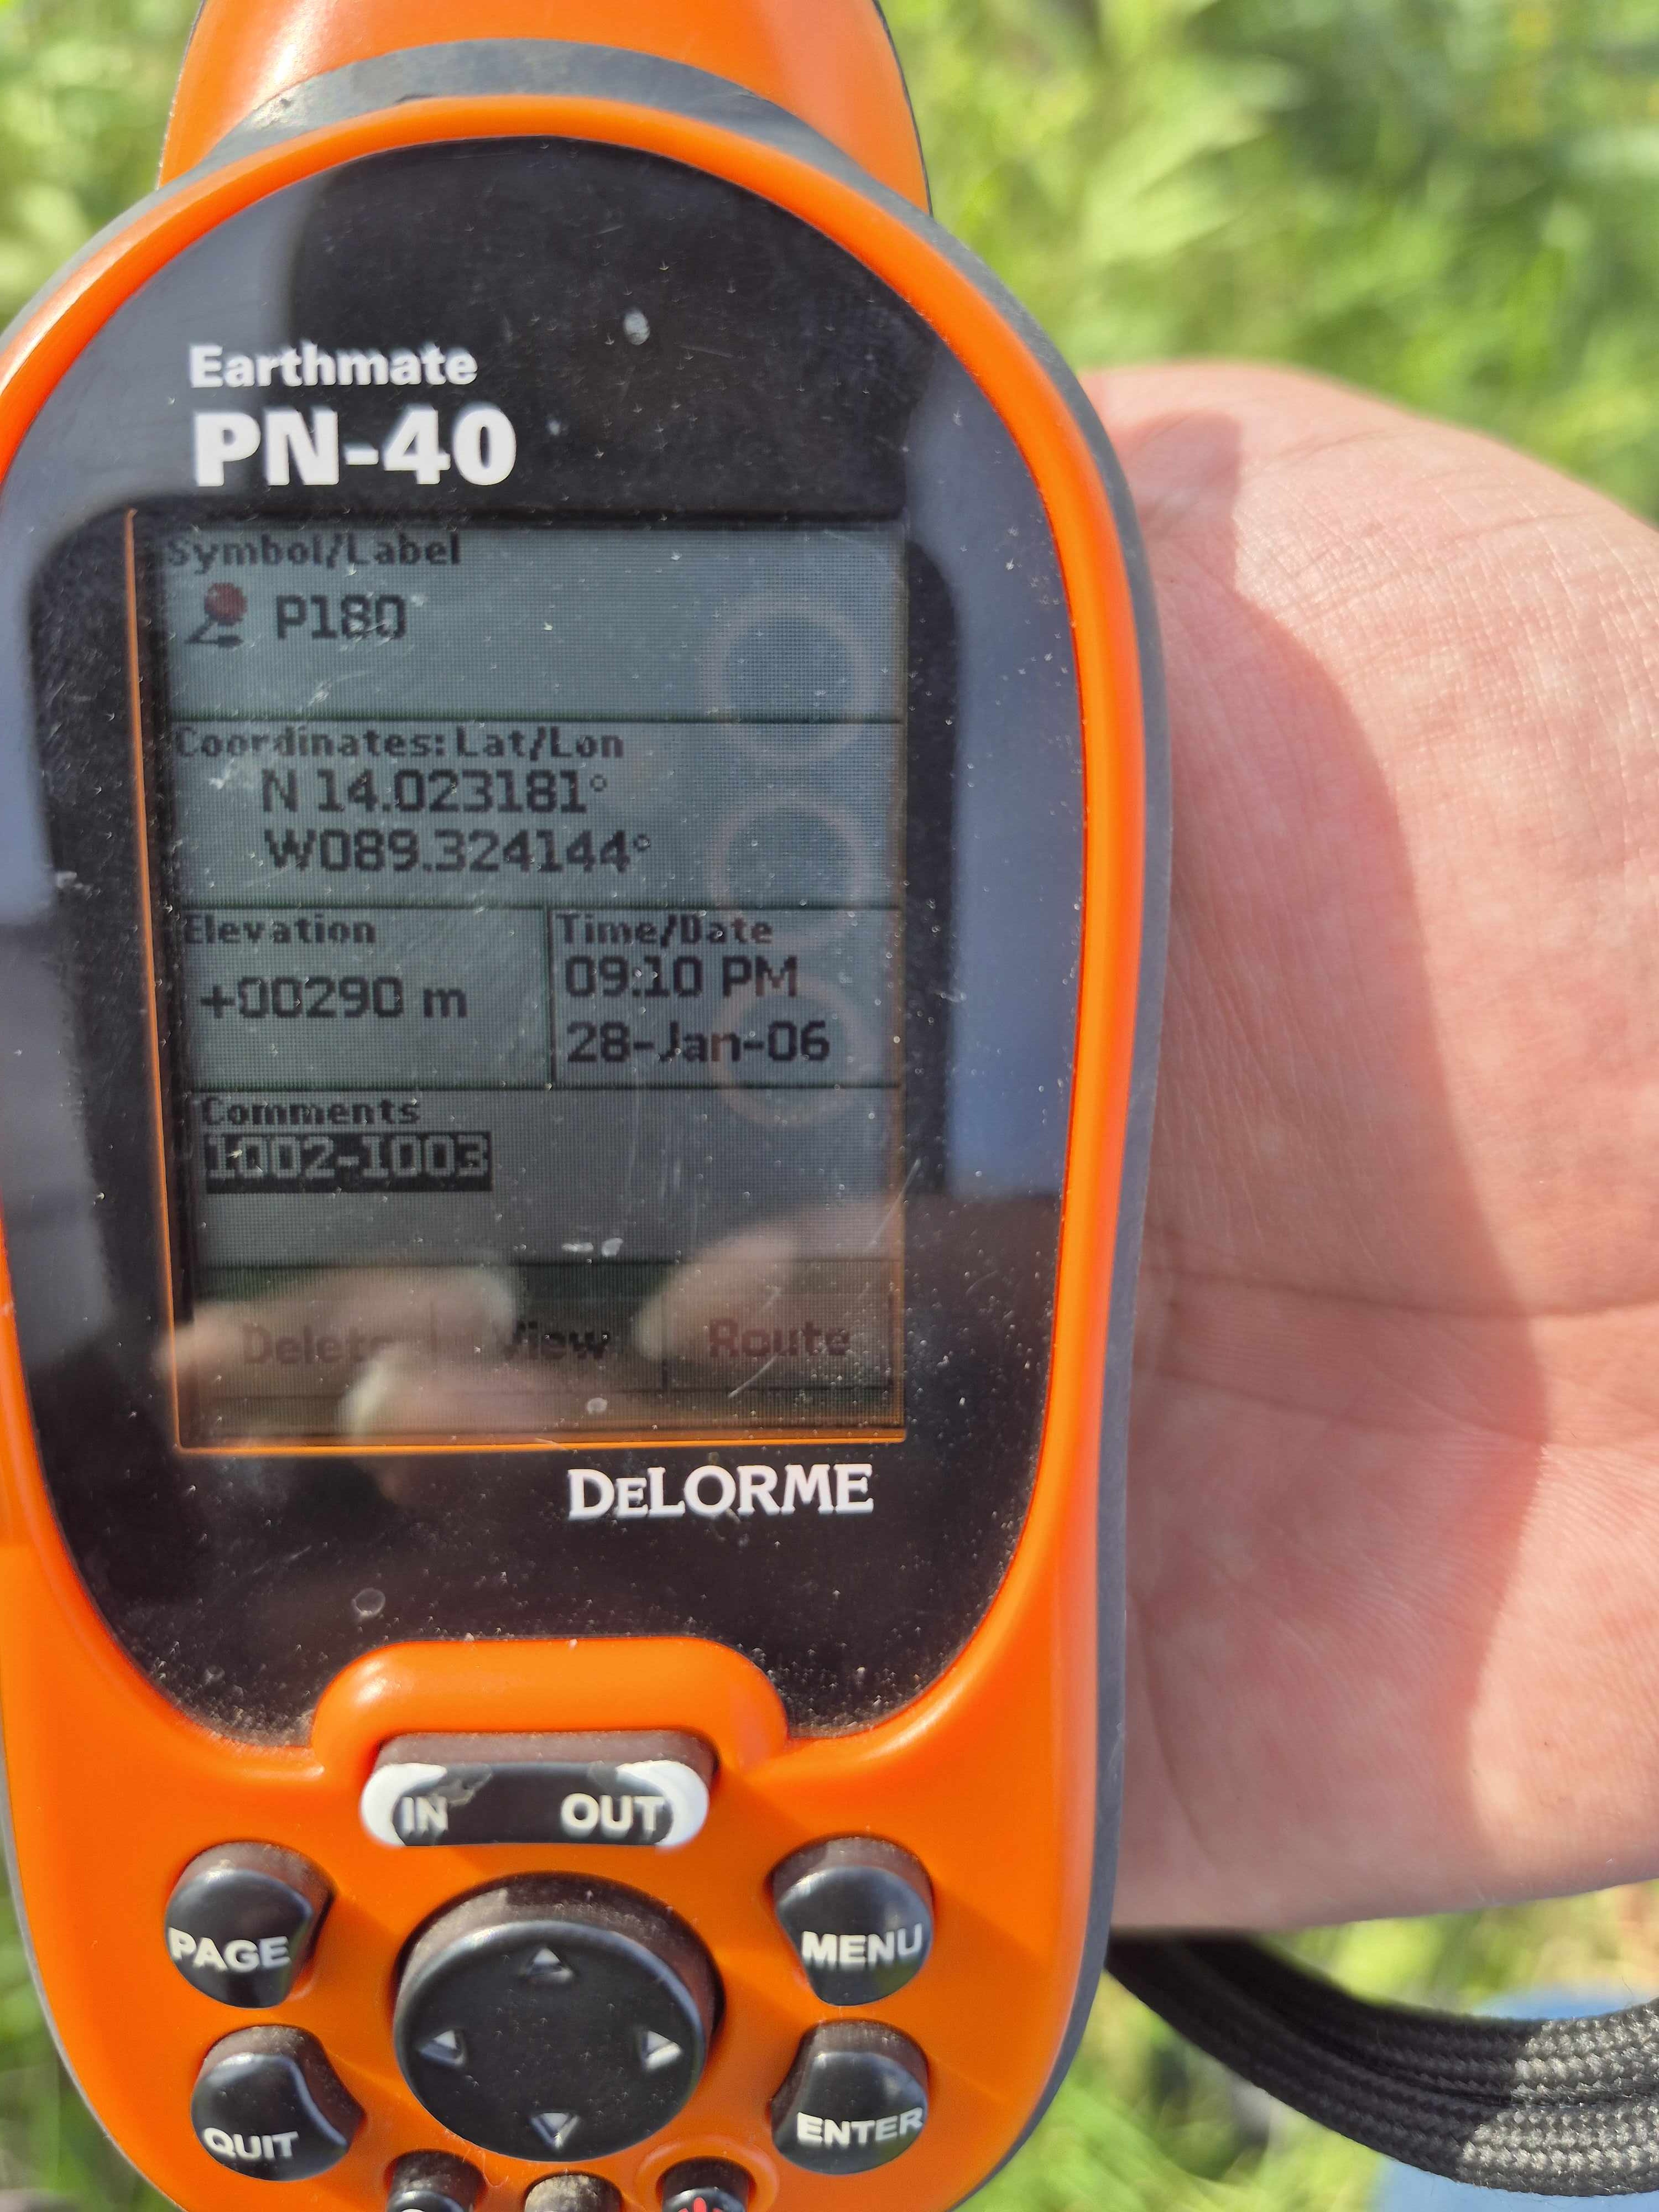 Earthmate
PN-40
Symbol/Label
P180
Coordinates: Lat/Lon
N 14.023181°
W089.324144°
Elevation
Time/Date
+00290 m
09:10 PM
28-Jan-06
Comments
1002-1003
Delete
View
Route
DeLORME
IN
OUT
PAGE
MENU
QUIT
ENTER